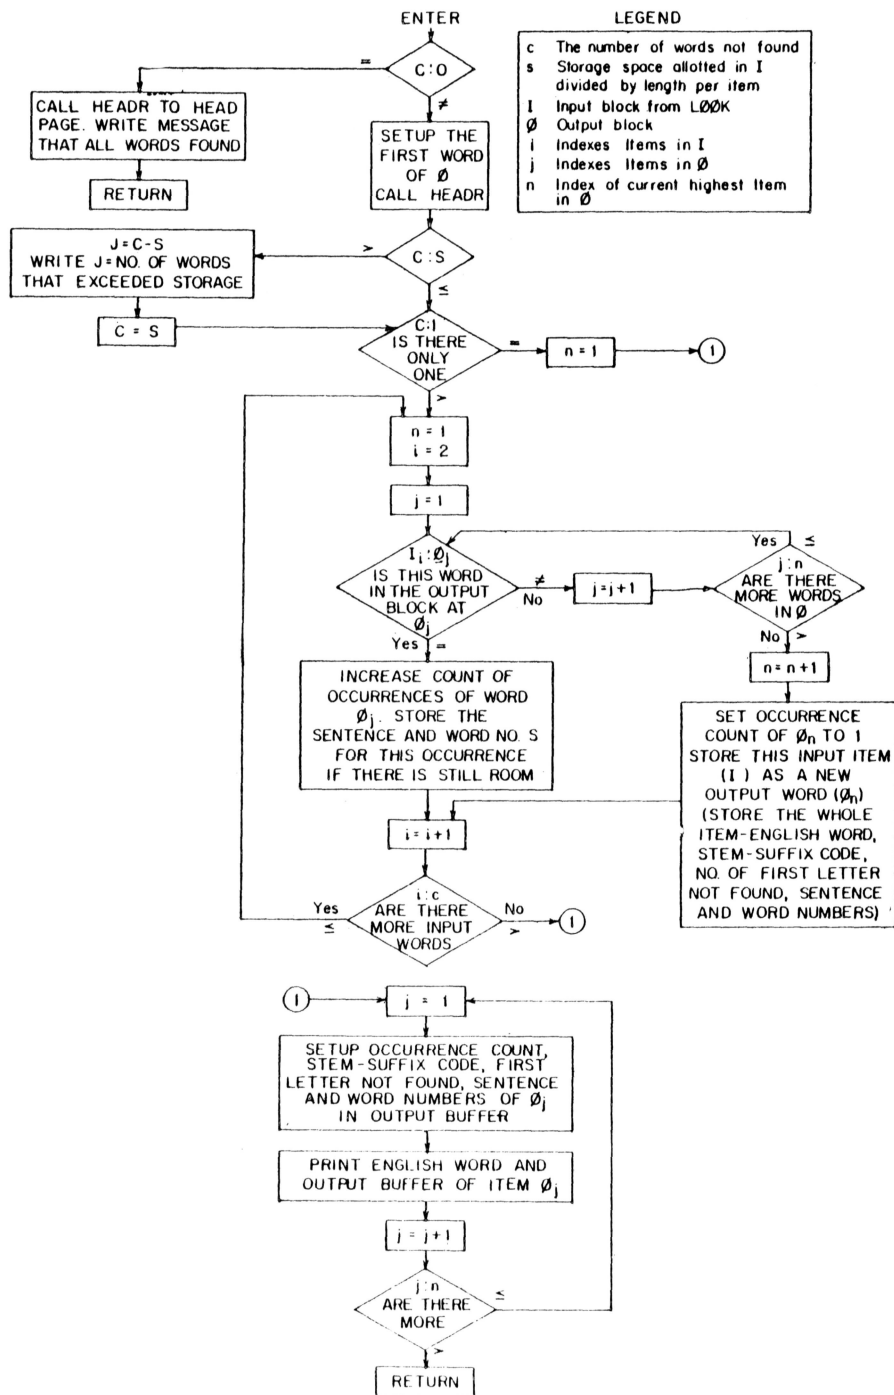 ENTER
C:O
=
≠
CALL HEADR TO HEAD
PAGE. WRITE MESSAGE
THAT ALL WORDS FOUND
RETURN
SETUP THE
FIRST WORD
OF Ø
CALL HEADR
LEGEND
c The number of words not found
s Storage space allotted in I
divided by length per item
I Input block from LØØK
Ø Output block
i Indexes Items in I
j Indexes Items in Ø
n Index of current highest Item
in Ø
C:S
>
≤
J=C-S
WRITE J=NO. OF WORDS
THAT EXCEEDED STORAGE
C = S
C:1
IS THERE
ONLY
ONE
=
n = 1
1
>
n = 1
i = 2
j = 1
Ii:Øj
IS THIS WORD
IN THE OUTPUT
BLOCK AT
Øj
≠
No
j=j+1
Yes ≤
j:n
ARE THERE
MORE WORDS
IN Ø
No >
n=n+1
Yes =
INCREASE COUNT OF
OCCURRENCES OF WORD
Øj. STORE THE
SENTENCE AND WORD NO. S
FOR THIS OCCURRENCE
IF THERE IS STILL ROOM
SET OCCURRENCE
COUNT OF Øn TO 1
STORE THIS INPUT ITEM
(I) AS A NEW
OUTPUT WORD (Øn)
(STORE THE WHOLE
ITEM-ENGLISH WORD,
STEM-SUFFIX CODE,
NO. OF FIRST LETTER
NOT FOUND, SENTENCE
AND WORD NUMBERS)
i=i+1
i:c
ARE THERE
MORE INPUT
WORDS
Yes
≤
No
>
1
1
j = 1
SETUP OCCURRENCE COUNT,
STEM-SUFFIX CODE, FIRST
LETTER NOT FOUND, SENTENCE
AND WORD NUMBERS OF Øj
IN OUTPUT BUFFER
PRINT ENGLISH WORD AND
OUTPUT BUFFER OF ITEM Øj
j = j+1
j:n
ARE THERE
MORE
≤
>
RETURN